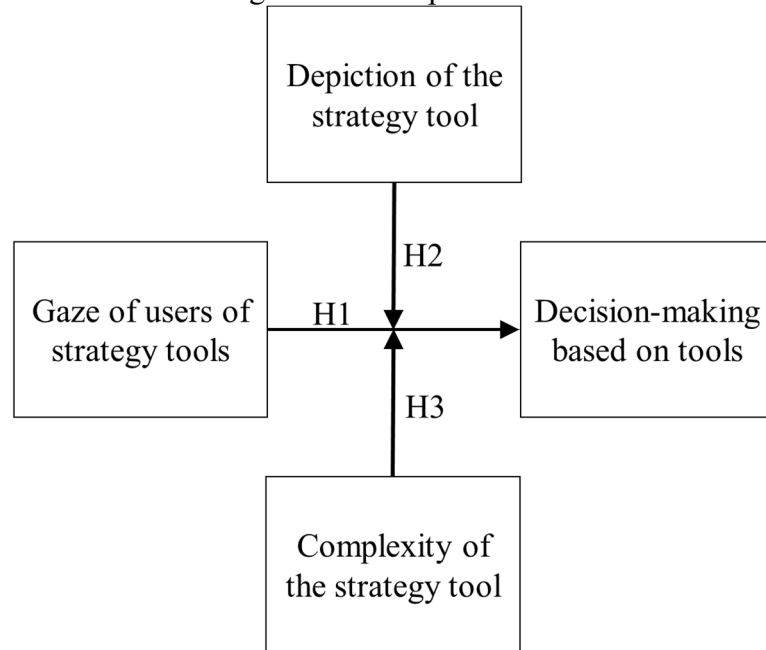 Depiction of the
strategy tool
H2
Gaze of users of
strategy tools
H1
Decision-making
based on tools
H3
Complexity of
the strategy tool